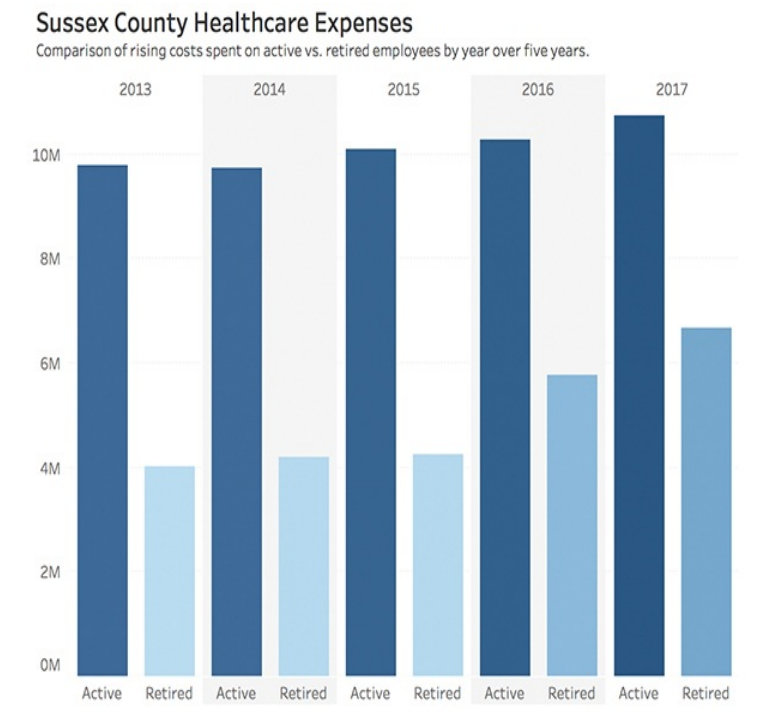 Sussex County Healthcare Expenses
Comparison of rising costs spent on active vs. retired employees by year over five years.
2013 2014 2015 2016 2017
10M
8M
6M
4M
2M
0M
Active Retired Active Retired Active Retired Active Retired Active Retired